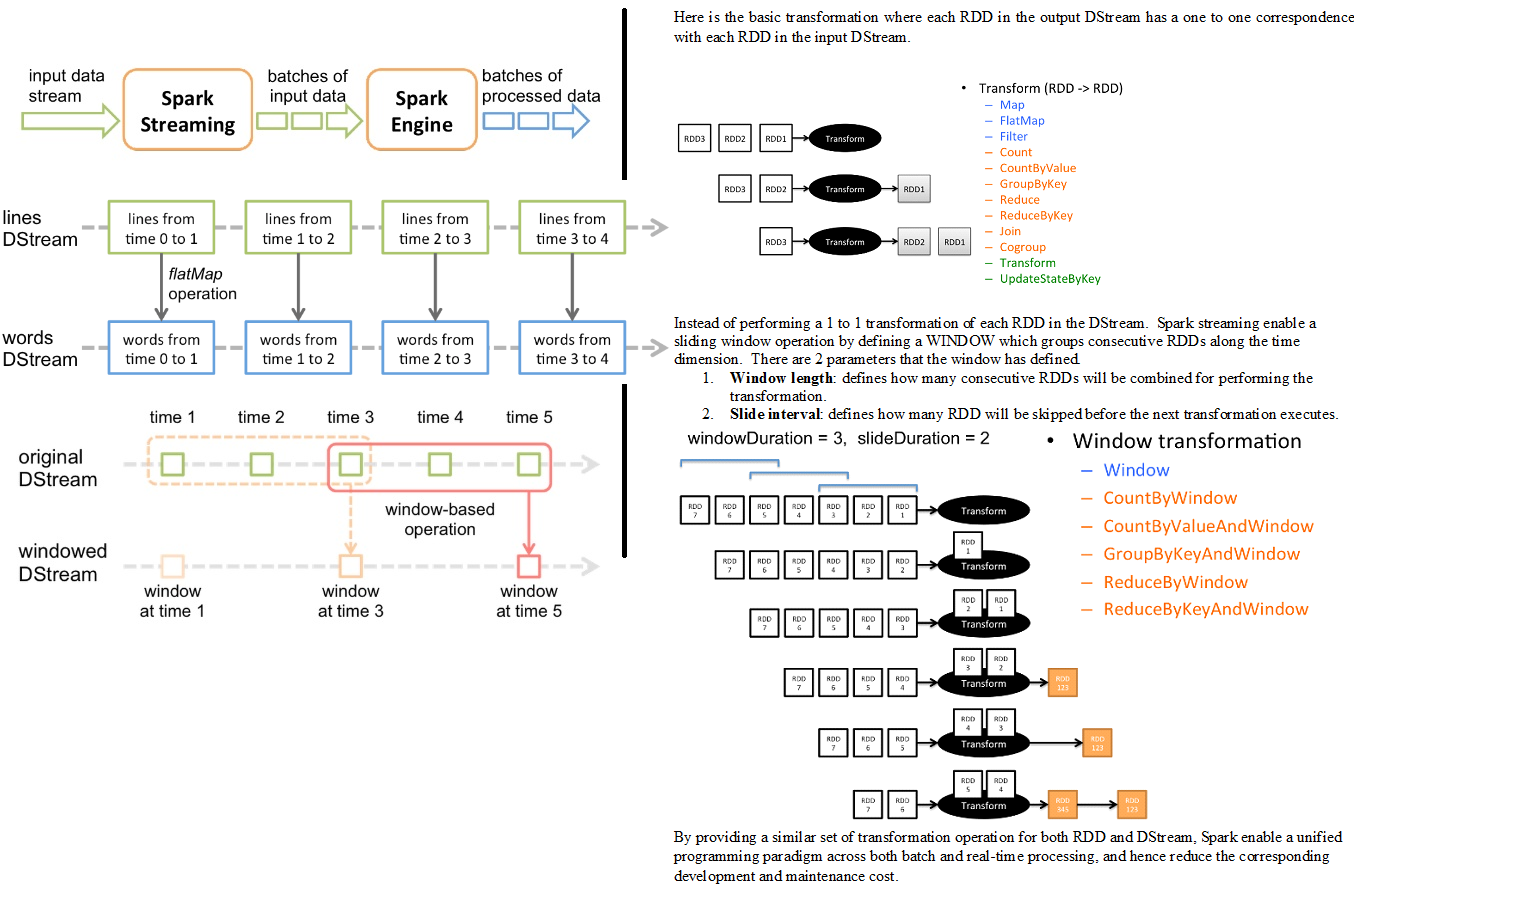 input data
stream
Spark
Streaming
batches of
input data
Spark
Engine
batches of
processed data
lines
DStream
lines from
time 0 to 1
lines from
time 1 to 2
lines from
time 2 to 3
lines from
time 3 to 4
flatMap
operation
words
DStream
words from
time 0 to 1
words from
time 1 to 2
words from
time 2 to 3
words from
time 3 to 4
time 1
time 2
time 3
time 4
time 5
original
DStream
window-based
operation
windowed
DStream
window
at time 1
window
at time 3
window
at time 5
Here is the basic transformation where each RDD in the output DStream has a one to one correspondence
with each RDD in the input DStream.
RDD3 RDD2 RDD1 Transform
RDD3 RDD2 Transform RDD1
RDD3 Transform RDD2 RDD1
• Transform (RDD -> RDD)
– Map
– FlatMap
– Filter
– Count
– CountByValue
– GroupByKey
– Reduce
– ReduceByKey
– Join
– Cogroup
– Transform
– UpdateStateByKey
Instead of performing a 1 to 1 transformation of each RDD in the DStream. Spark streaming enable a
sliding window operation by defining a WINDOW which groups consecutive RDDs along the time
dimension. There are 2 parameters that the window has defined.
1. Window length: defines how many consecutive RDDs will be combined for performing the
transformation.
2. Slide interval: defines how many RDD will be skipped before the next transformation executes.
windowDuration = 3, slideDuration = 2
RDD 7 RDD 6 RDD 5 RDD 4 RDD 3 RDD 2 RDD 1 Transform
RDD 1
RDD 7 RDD 6 RDD 5 RDD 4 RDD 3 RDD 2 Transform
RDD 2 RDD 1
RDD 7 RDD 6 RDD 5 RDD 4 RDD 3 Transform
RDD 3 RDD 2
RDD 7 RDD 6 RDD 5 RDD 4 Transform RDD 123
RDD 4 RDD 3
RDD 7 RDD 6 RDD 5 Transform RDD 123
RDD 5 RDD 4
RDD 7 RDD 6 Transform RDD 345 RDD 123
• Window transformation
– Window
– CountByWindow
– CountByValueAndWindow
– GroupByKeyAndWindow
– ReduceByWindow
– ReduceByKeyAndWindow
By providing a similar set of transformation operation for both RDD and DStream, Spark enable a unified
programming paradigm across both batch and real-time processing, and hence reduce the corresponding
development and maintenance cost.